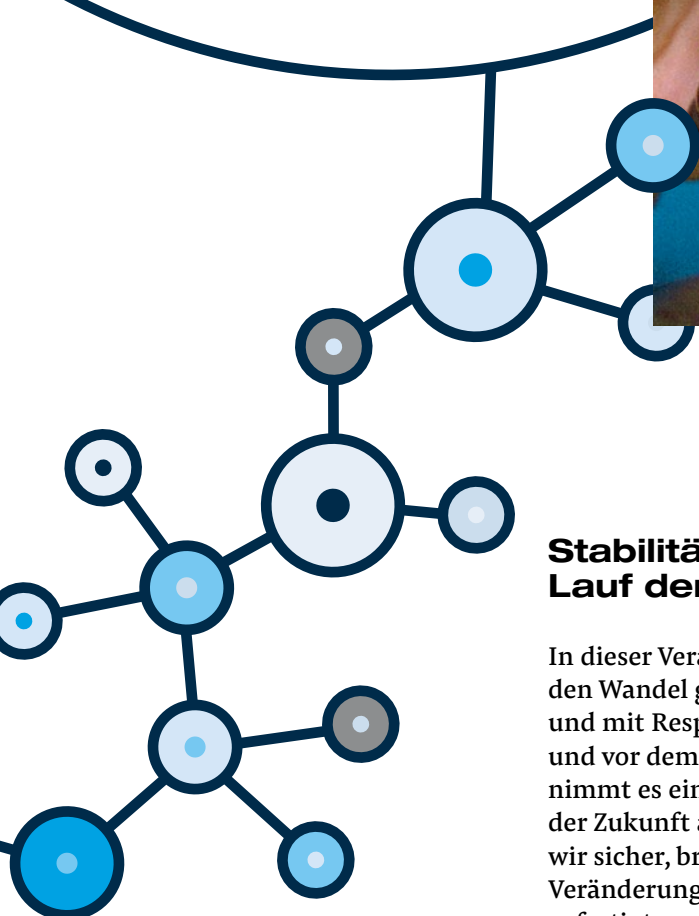 Stabilitä
Lauf der
In dieser Vera
den Wandel g
und mit Resp
und vor dem
nimmt es ein
der Zukunft a
wir sicher, br
Veränderung